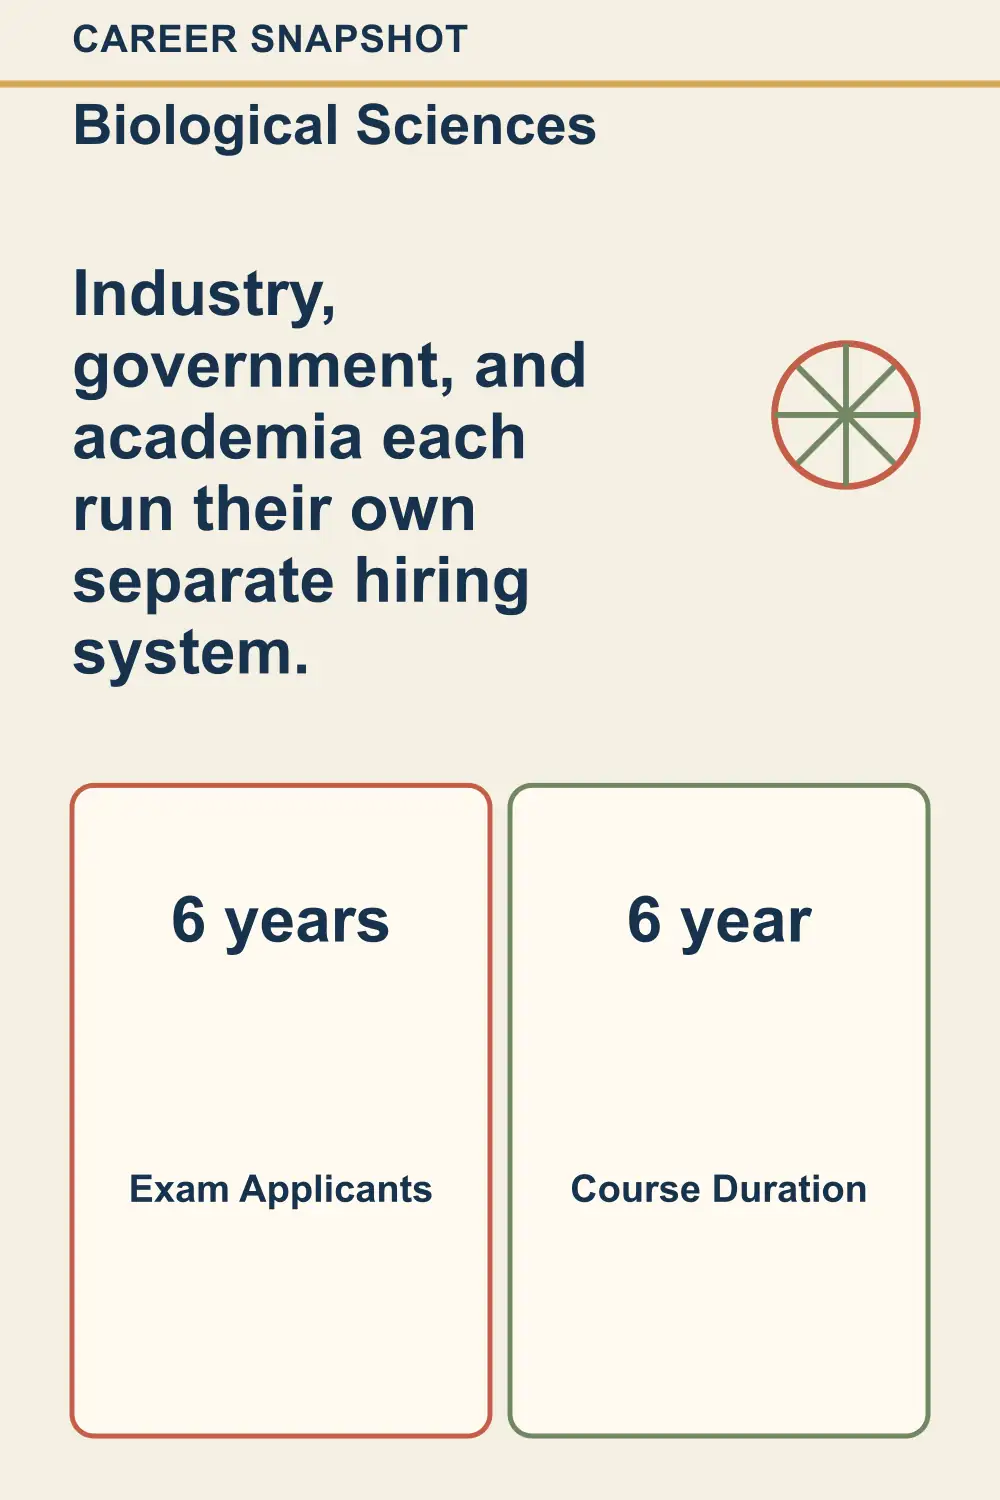 CAREER SNAPSHOT
Biological Sciences
Industry,
government, and
academia each
run their own
separate hiring
system.
6 years
Exam Applicants
6 year
Course Duration